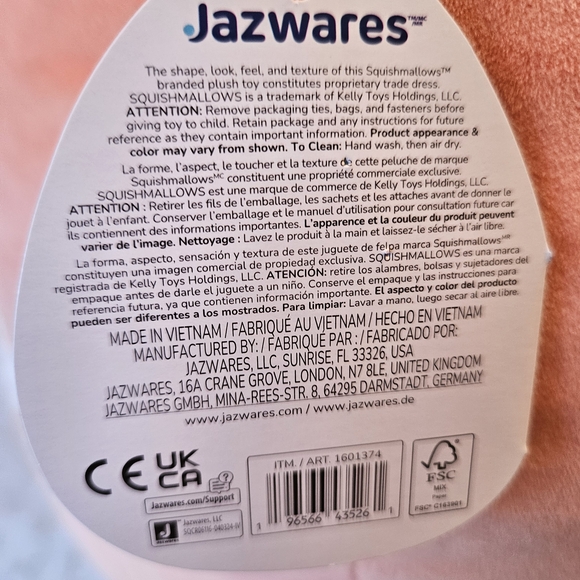 Jazwares™/MC/MR
The shape, look, feel, and texture of this Squishmallows™
branded plush toy constitutes proprietary trade dress.
SQUISHMALLOWS is a trademark of Kelly Toys Holdings, LLC.
ATTENTION: Remove packaging ties, bags, and fasteners before
giving toy to child. Retain package and any instructions for future
reference as they contain important information. Product appearance &
color may vary from shown. To Clean: Hand wash, then air dry.
La forme, l'aspect, le toucher et la texture de cette peluche de marque
Squishmallowsᴹᶜ constituent une propriété commerciale exclusive.
SQUISHMALLOWS est une marque de commerce de Kelly Toys Holdings, LLC.
ATTENTION : Retirer les fils de l'emballage, les sachets et les attaches avant de donner le
jouet à l'enfant. Conserver l'emballage et le manuel d'utilisation pour consultation future car
ils contiennent des informations importantes. L'apparence et la couleur du produit peuvent
varier de l'image. Nettoyage : Lavez le produit à la main et laissez-le sécher à l'air libre.
La forma, aspecto, sensación y textura de este juguete de felpa marca Squishmallowsᴹᴿ
constituyen una imagen comercial de propiedad exclusiva. SQUISHMALLOWS es una marca
registrada de Kelly Toys Holdings, LLC. ATENCIÓN: retire los alambres, bolsas y sujetadores del
empaque antes de darle el juguete a un niño. Conserve el empaque y las instrucciones para
referencia futura, ya que contienen información importante. El aspecto y color del producto
pueden ser diferentes a los mostrados. Para limpiar: Lavar a mano, luego secar al aire libre.
MADE IN VIETNAM / FABRIQUÉ AU VIETNAM / HECHO EN VIETNAM
MANUFACTURED BY: / FABRIQUÉ PAR : / FABRICADO POR:
JAZWARES, LLC, SUNRISE, FL 33326, USA
JAZWARES, 16A CRANE GROVE, LONDON, N7 8LE, UNITED KINGDOM
JAZWARES GMBH, MINA-REES-STR. 8, 64295 DARMSTADT, GERMANY
www.jazwares.com / www.jazwares.de
CE UK
CA
?
Jazwares.com/Support
J
Jazwares
Jazwares, LLC
ITM. / ART. 1601374
1 96566 43526 1
FSC
MIX
Paper